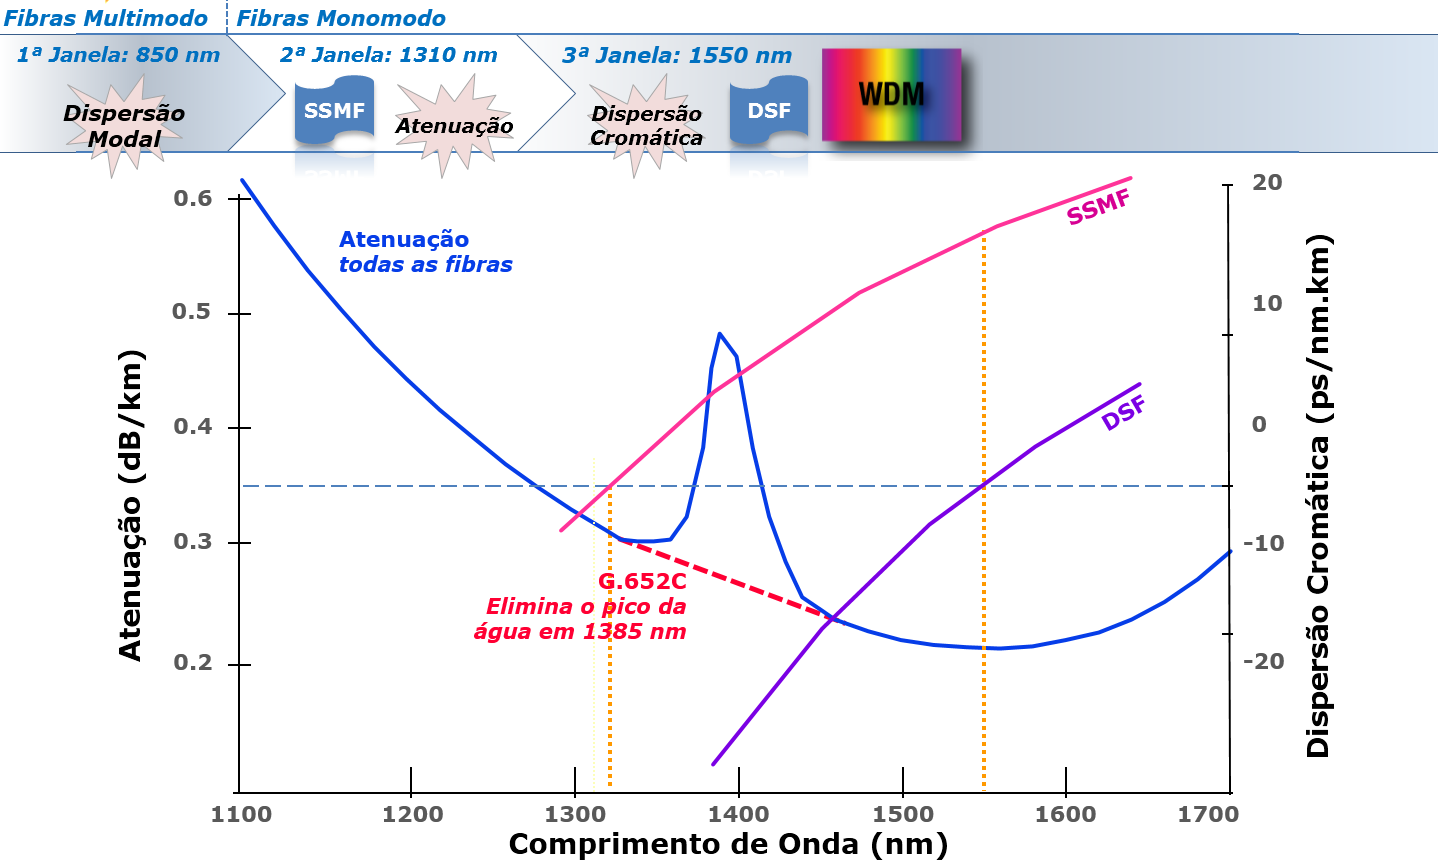 Fibras Multimodo
Fibras Monomodo
1ª Janela: 850 nm
2ª Janela: 1310 nm
3ª Janela: 1550 nm
Dispersão
Modal
SSMF
Atenuação
Dispersão
Cromática
DSF
WDM
0.6
0.5
0.4
0.3
0.2
Atenuação (dB/km)
Atenuação
todas as fibras
SSMF
DSF
G.652C
Elimina o pico da
água em 1385 nm
20
10
0
-10
-20
Dispersão Cromática (ps/nm.km)
1100
1200
1300
1400
1500
1600
1700
Comprimento de Onda (nm)